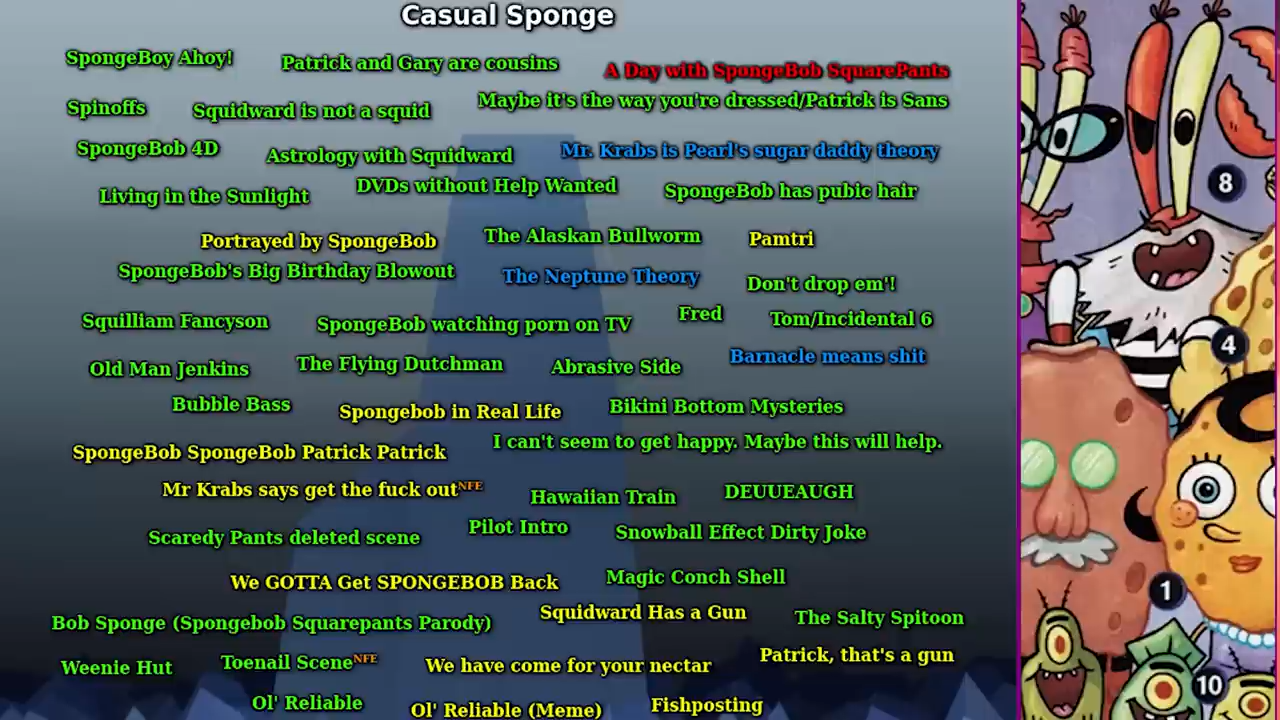 Casual Sponge
SpongeBoy Ahoy!
Patrick and Gary are cousins
A Day with SpongeBob SquarePants
Spinoffs
Squidward is not a squid
Maybe it's the way you're dressed/Patrick is Sans
SpongeBob 4D
Astrology with Squidward
Mr. Krabs is Pearl's sugar daddy theory
Living in the Sunlight
DVDs without Help Wanted
SpongeBob has pubic hair
8
Portrayed by SpongeBob
The Alaskan Bullworm
Pamtri
SpongeBob's Big Birthday Blowout
The Neptune Theory
Don't drop em'!
Squilliam Fancyson
SpongeBob watching porn on TV
Fred
Tom/Incidental 6
4
Old Man Jenkins
The Flying Dutchman
Abrasive Side
Barnacle means shit
Bubble Bass
Spongebob in Real Life
Bikini Bottom Mysteries
SpongeBob SpongeBob Patrick Patrick
I can't seem to get happy. Maybe this will help.
Mr Krabs says get the fuck outNFE
Hawaiian Train
DEUUEAUGH
Scaredy Pants deleted scene
Pilot Intro
Snowball Effect Dirty Joke
We GOTTA Get SPONGEBOB Back
Magic Conch Shell
1
Bob Sponge (Spongebob Squarepants Parody)
Squidward Has a Gun
The Salty Spitoon
Weenie Hut
Toenail SceneNFE
We have come for your nectar
Patrick, that's a gun
10
Ol' Reliable
Ol' Reliable (Meme)
Fishposting